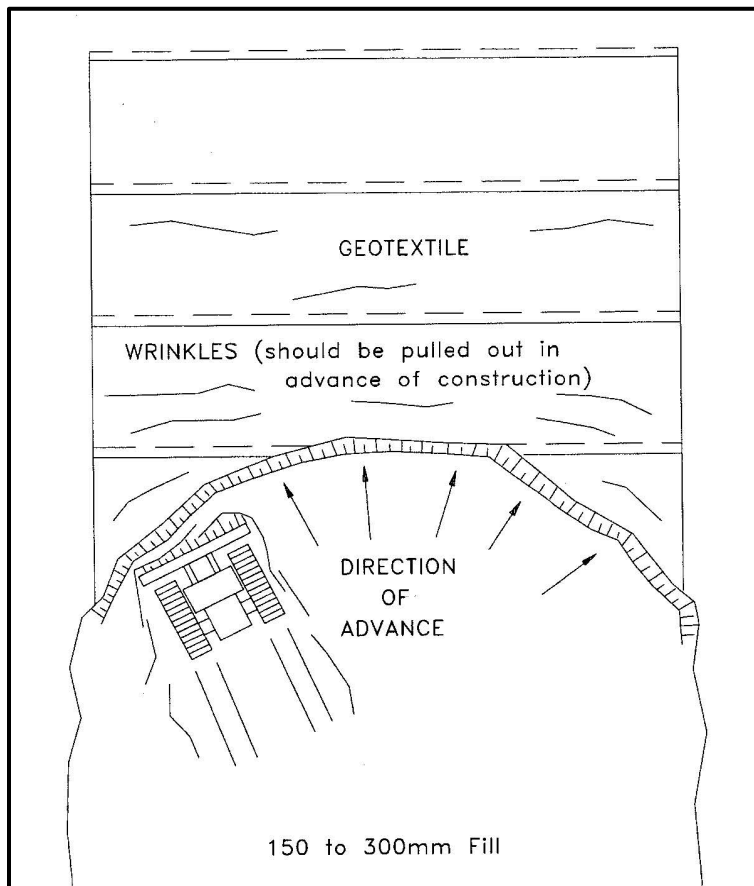 GEOTEXTILE
WRINKLES (should be pulled out in
advance of construction)
DIRECTION
OF
ADVANCE
150 to 300mm Fill